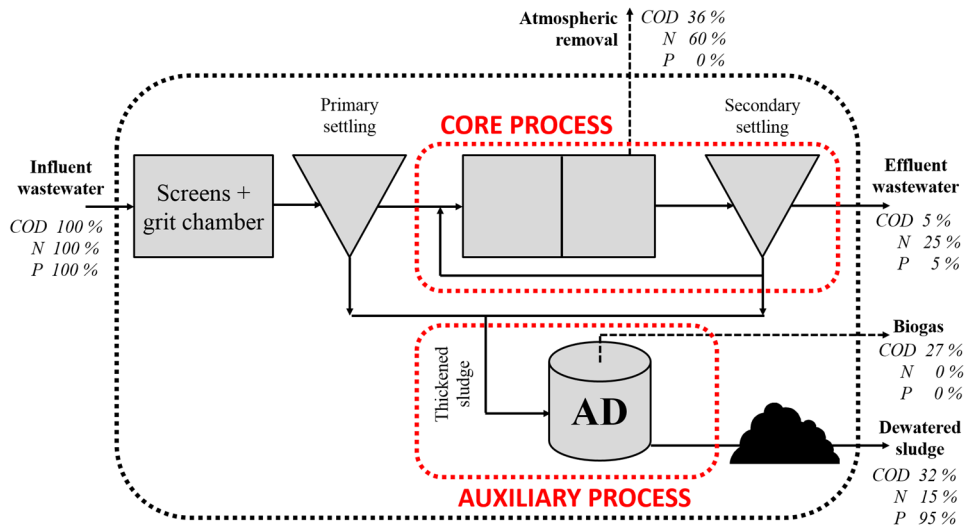 Atmospheric
removal
COD 36 %
N 60 %
P 0 %
Primary
settling
Secondary
settling
CORE PROCESS
Influent
wastewater
COD 100 %
N 100 %
P 100 %
Screens +
grit chamber
Effluent
wastewater
COD 5 %
N 25 %
P 5 %
Thickened
sludge
AD
Biogas
COD 27 %
N 0 %
P 0 %
Dewatered
sludge
COD 32 %
N 15 %
P 95 %
AUXILIARY PROCESS